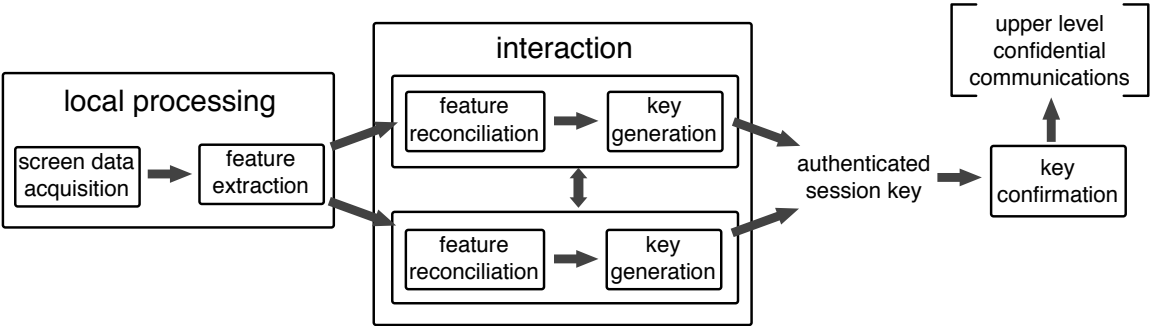 local processing
screen data
acquisition
feature
extraction
interaction
feature
reconciliation
key
generation
feature
reconciliation
key
generation
authenticated
session key
key
confirmation
upper level
confidential
communications